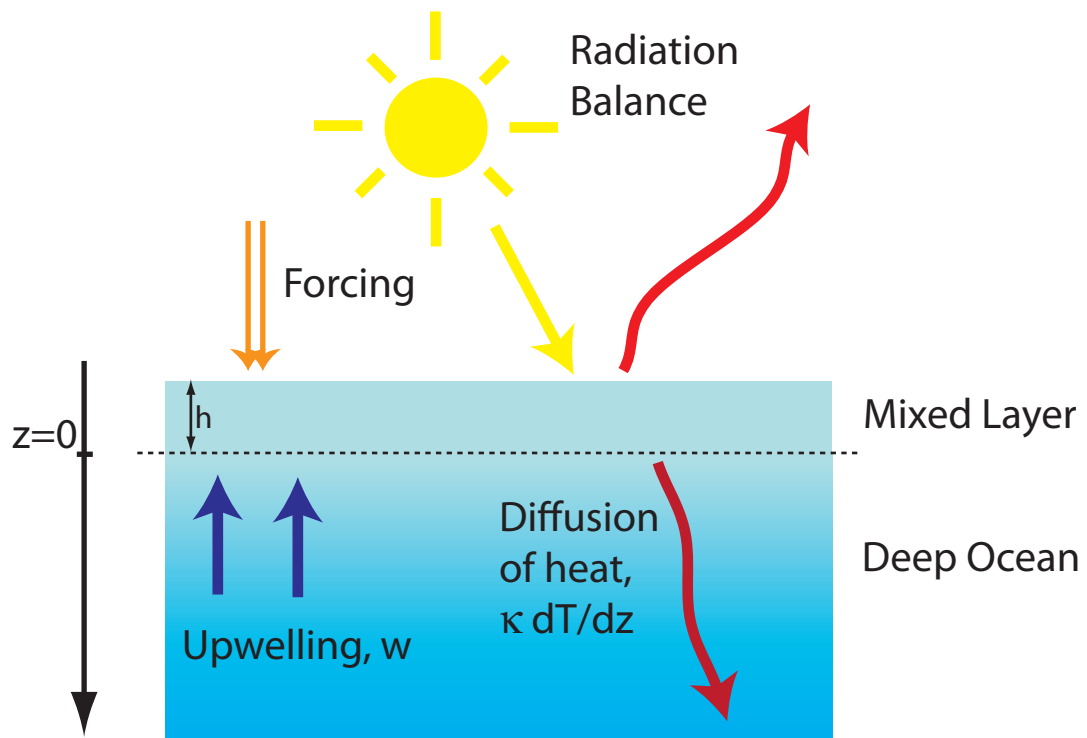 Radiation
Balance
Forcing
h
Mixed Layer
z=0
Diffusion
of heat,
κ dT/dz
Deep Ocean
Upwelling, w